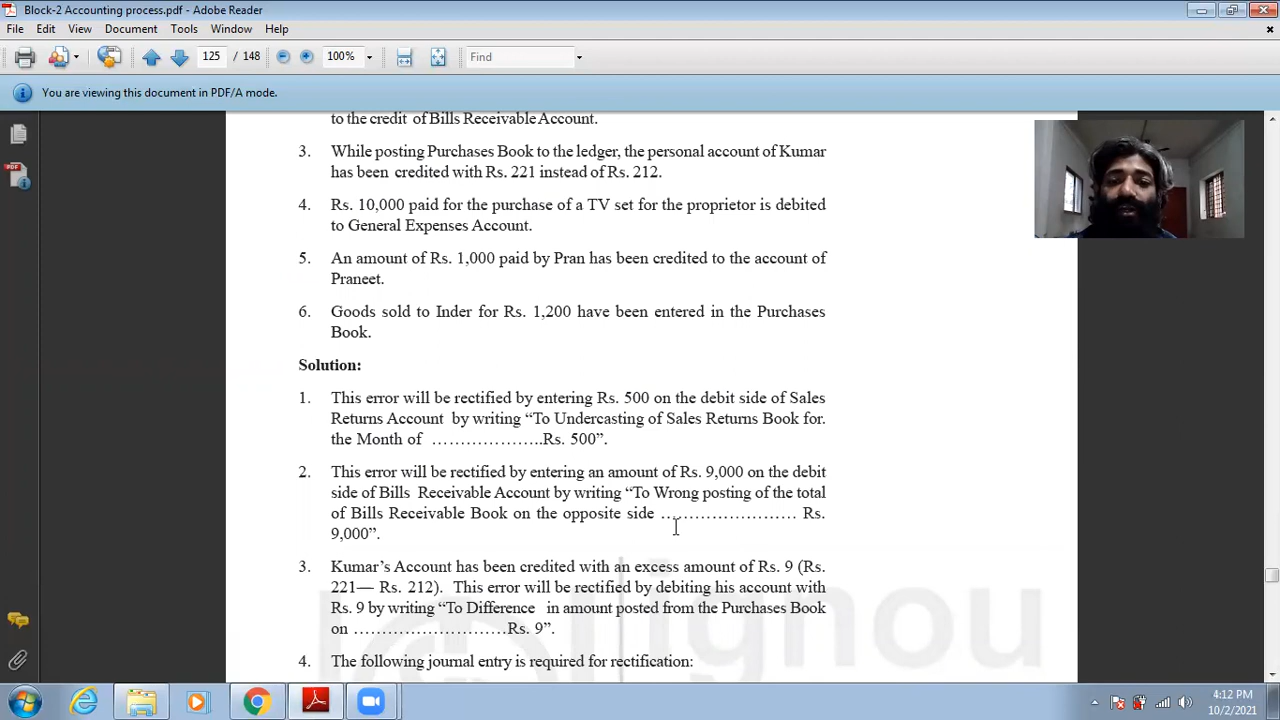 Block-2 Accounting process.pdf - Adobe Reader
File Edit View Document Tools Window Help
125 / 148 100% Find
You are viewing this document in PDF/A mode.
to the credit of Bills Receivable Account.
3. While posting Purchases Book to the ledger, the personal account of Kumar
has been credited with Rs. 221 instead of Rs. 212.
4. Rs. 10,000 paid for the purchase of a TV set for the proprietor is debited
to General Expenses Account.
5. An amount of Rs. 1,000 paid by Pran has been credited to the account of
Praneet.
6. Goods sold to Inder for Rs. 1,200 have been entered in the Purchases
Book.
Solution:
1. This error will be rectified by entering Rs. 500 on the debit side of Sales
Returns Account by writing “To Undercasting of Sales Returns Book for.
the Month of ………………..Rs. 500”.
2. This error will be rectified by entering an amount of Rs. 9,000 on the debit
side of Bills Receivable Account by writing “To Wrong posting of the total
of Bills Receivable Book on the opposite side …………………… Rs.
9,000”.
3. Kumar’s Account has been credited with an excess amount of Rs. 9 (Rs.
221— Rs. 212). This error will be rectified by debiting his account with
Rs. 9 by writing “To Difference in amount posted from the Purchases Book
on ………………………Rs. 9”.
4. The following journal entry is required for rectification:
ignou
4:12 PM
10/2/2021